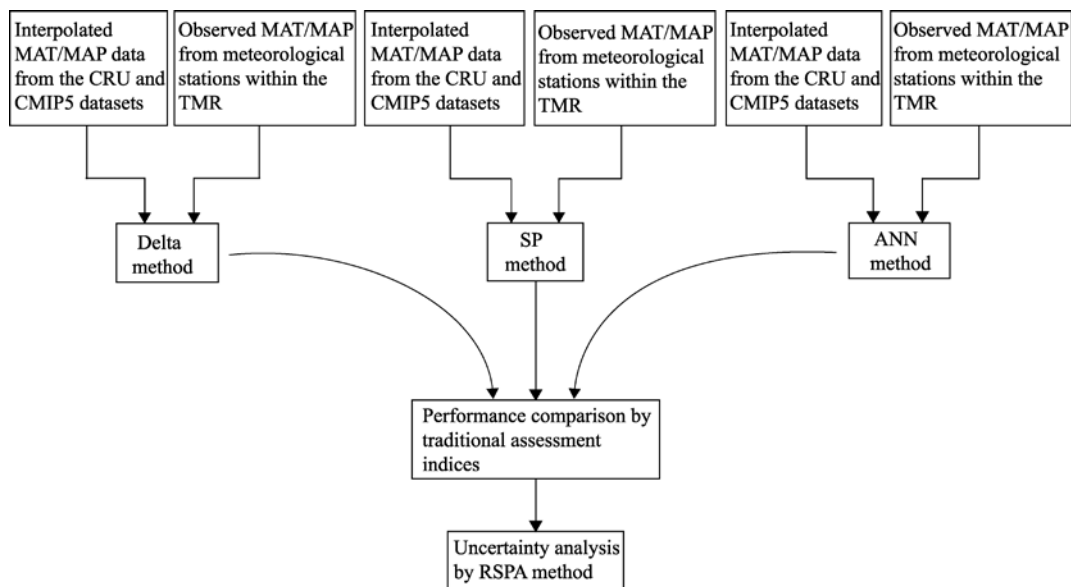 Interpolated
MAT/MAP data
from the CRU and
CMIP5 datasets
Observed MAT/MAP
from meteorological
stations within the
TMR
Interpolated
MAT/MAP data
from the CRU and
CMIP5 datasets
Observed MAT/MAP
from meteorological
stations within the
TMR
Interpolated
MAT/MAP data
from the CRU and
CMIP5 datasets
Observed MAT/MAP
from meteorological
stations within the
TMR
Delta
method
SP
method
ANN
method
Performance comparison by
traditional assessment
indices
Uncertainty analysis
by RSPA method